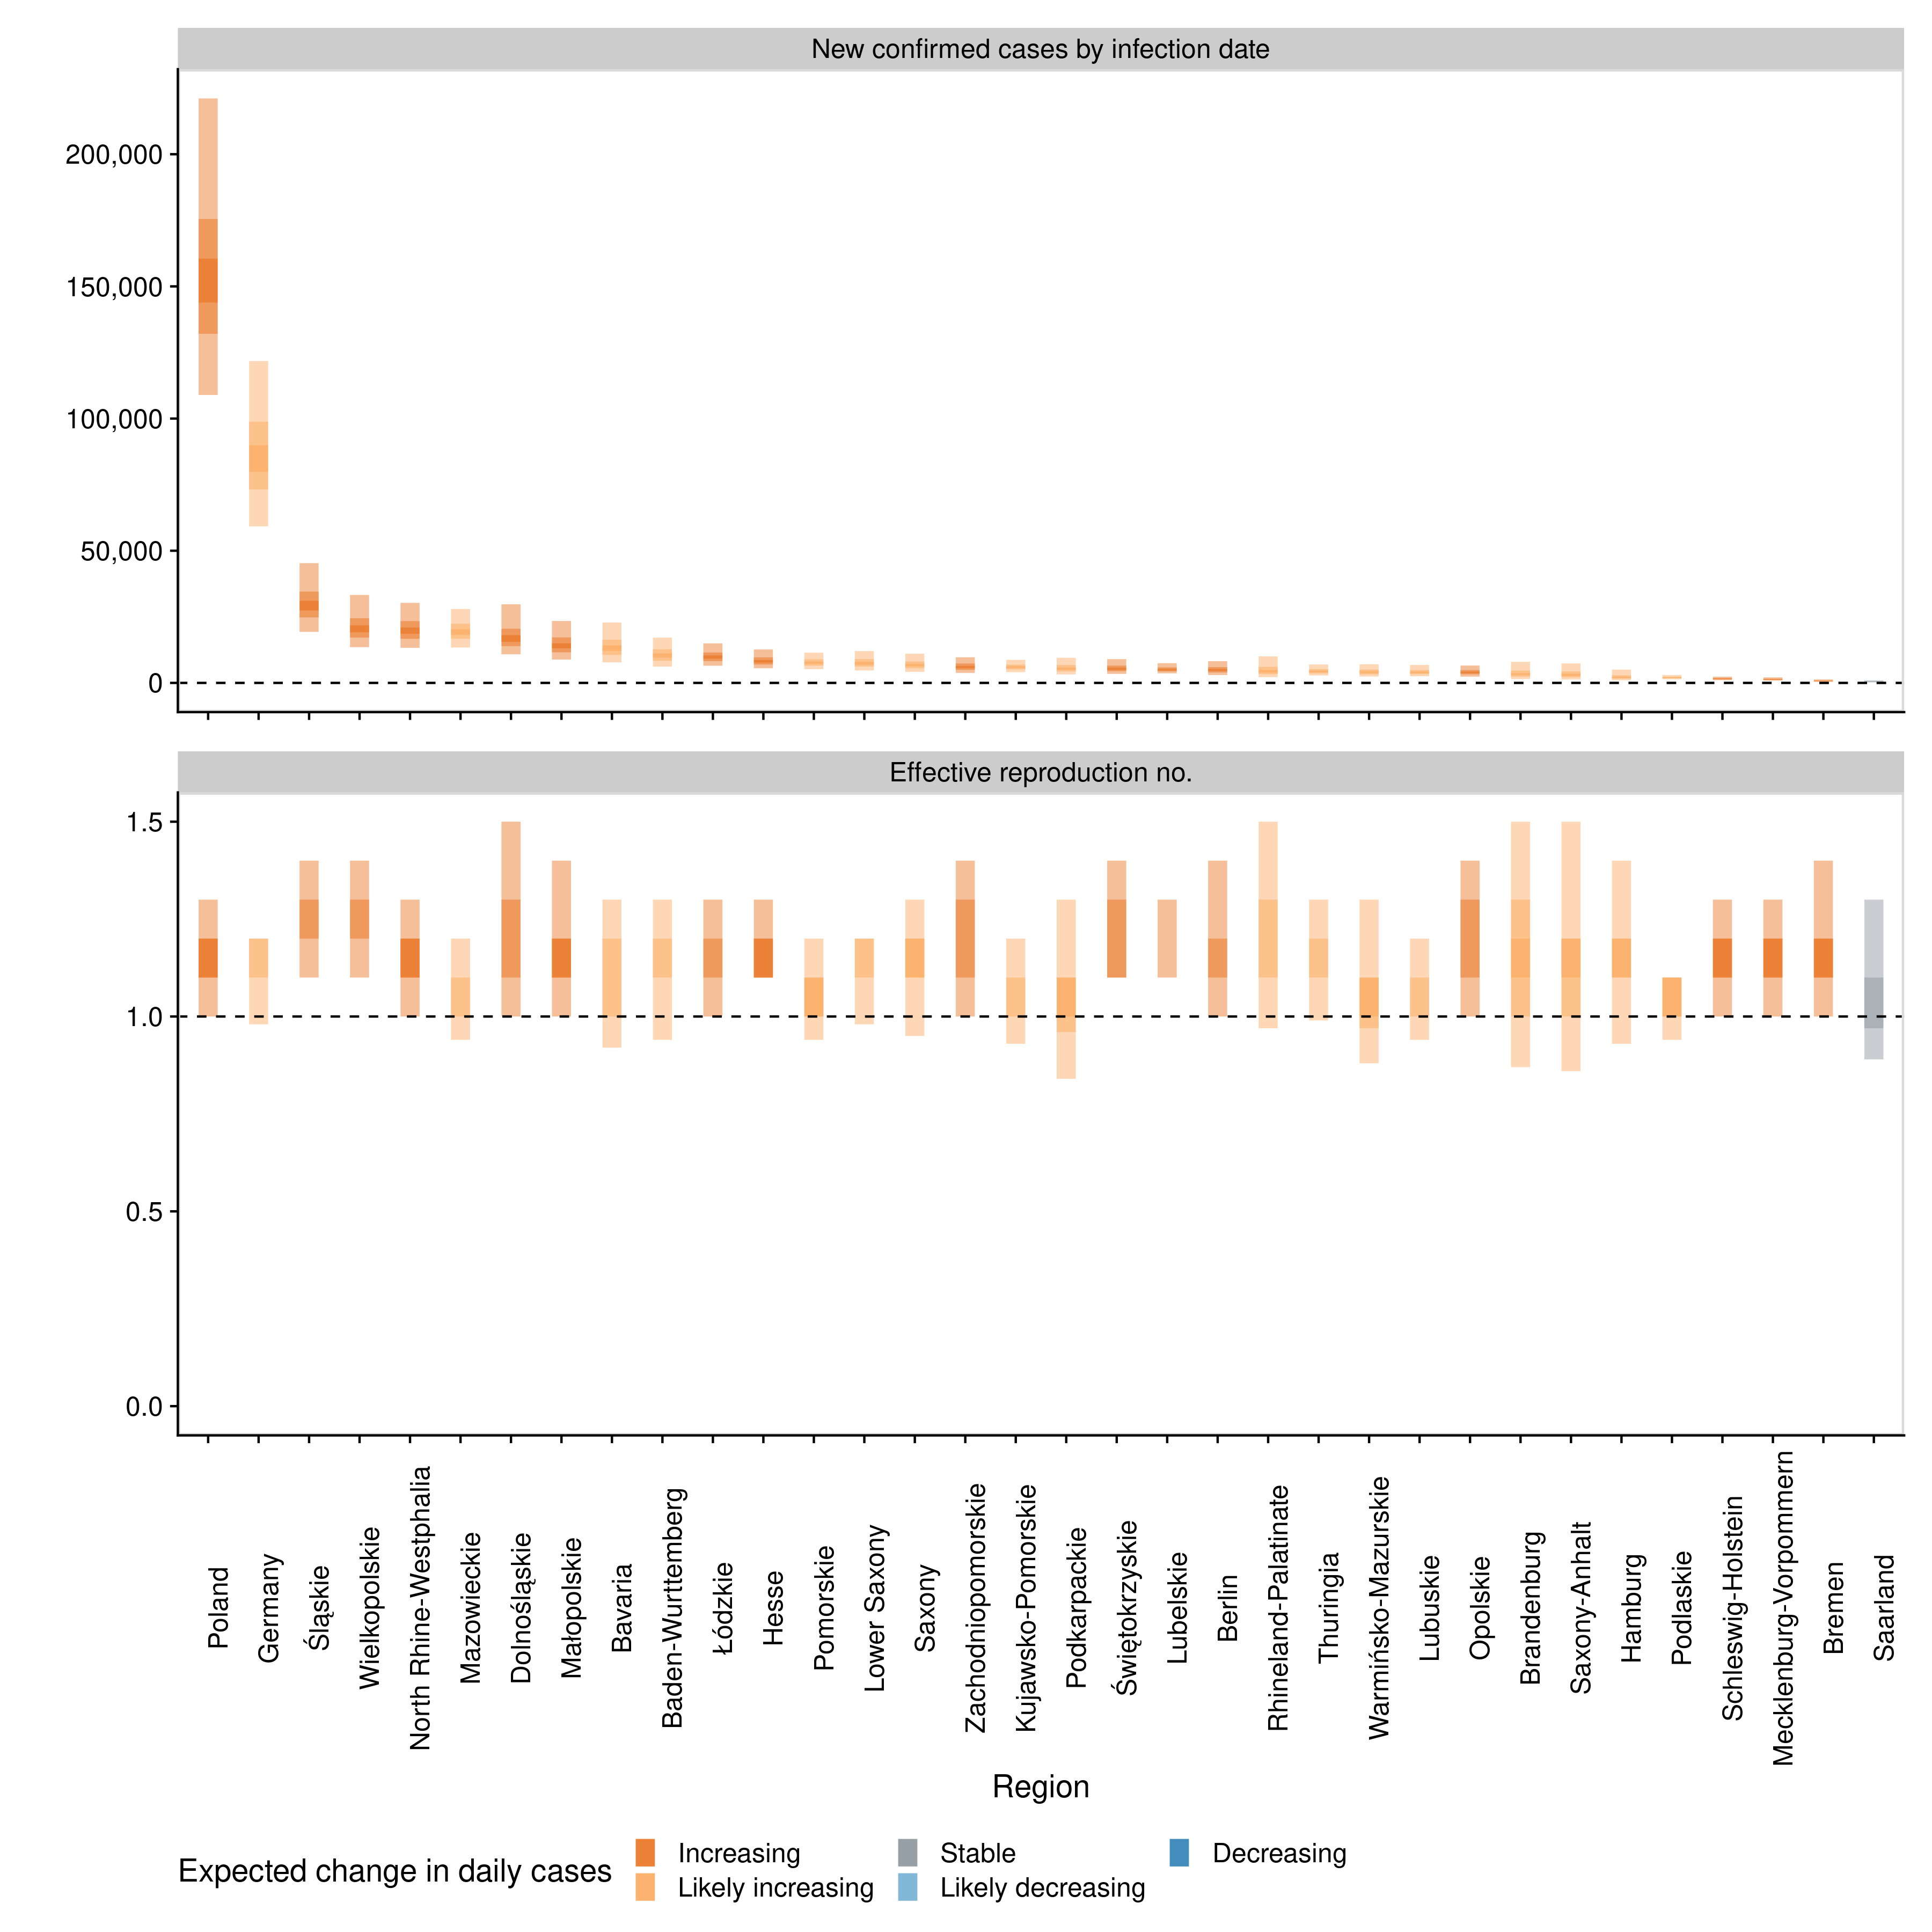 New confirmed cases by infection date
200,000
150,000
100,000
50,000
0
Effective reproduction no.
1.5
1.0
0.5
0.0
Poland
Germany
Śląskie
Wielkopolskie
North Rhine-Westphalia
Mazowieckie
Dolnośląskie
Małopolskie
Bavaria
Baden-Wurttemberg
Łódzkie
Hesse
Pomorskie
Lower Saxony
Saxony
Zachodniopomorskie
Kujawsko-Pomorskie
Podkarpackie
Świętokrzyskie
Lubelskie
Berlin
Rhineland-Palatinate
Thuringia
Warmińsko-Mazurskie
Lubuskie
Opolskie
Brandenburg
Saxony-Anhalt
Hamburg
Podlaskie
Schleswig-Holstein
Mecklenburg-Vorpommern
Bremen
Saarland
Region
Expected change in daily cases
Increasing
Likely increasing
Stable
Likely decreasing
Decreasing